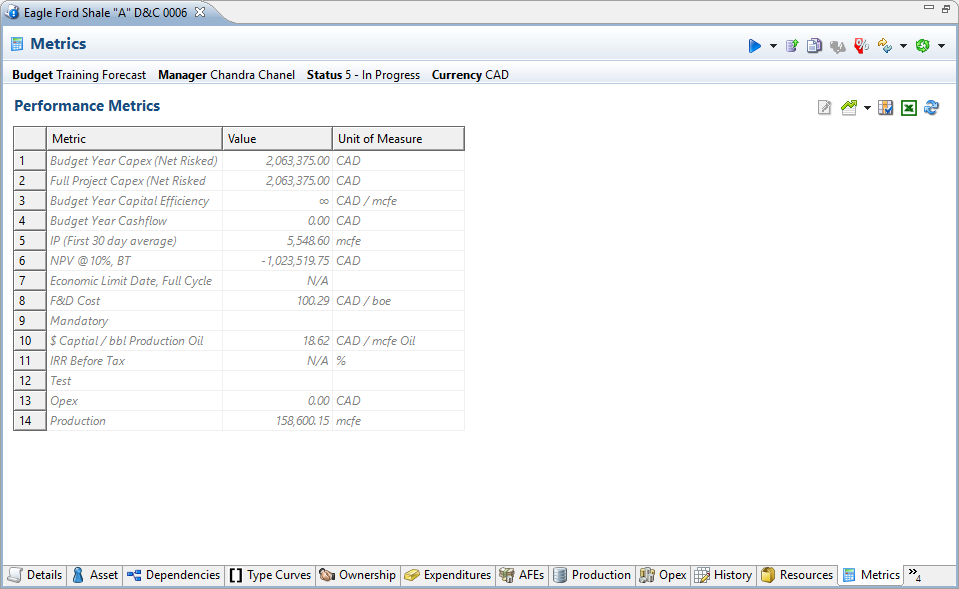 Eagle Ford Shale "A" D&C 0006
Metrics
Budget Training Forecast Manager Chandra Chanel Status 5 - In Progress Currency CAD
Performance Metrics
Metric Value Unit of Measure
1 Budget Year Capex (Net Risked) 2,063,375.00 CAD
2 Full Project Capex (Net Risked 2,063,375.00 CAD
3 Budget Year Capital Efficiency ∞ CAD / mcfe
4 Budget Year Cashflow 0.00 CAD
5 IP (First 30 day average) 5,548.60 mcfe
6 NPV @10%, BT -1,023,519.75 CAD
7 Economic Limit Date, Full Cycle N/A
8 F&D Cost 100.29 CAD / boe
9 Mandatory
10 $ Captial / bbl Production Oil 18.62 CAD / mcfe Oil
11 IRR Before Tax N/A %
12 Test
13 Opex 0.00 CAD
14 Production 158,600.15 mcfe
Details Asset Dependencies Type Curves Ownership Expenditures AFEs Production Opex History Resources Metrics »4